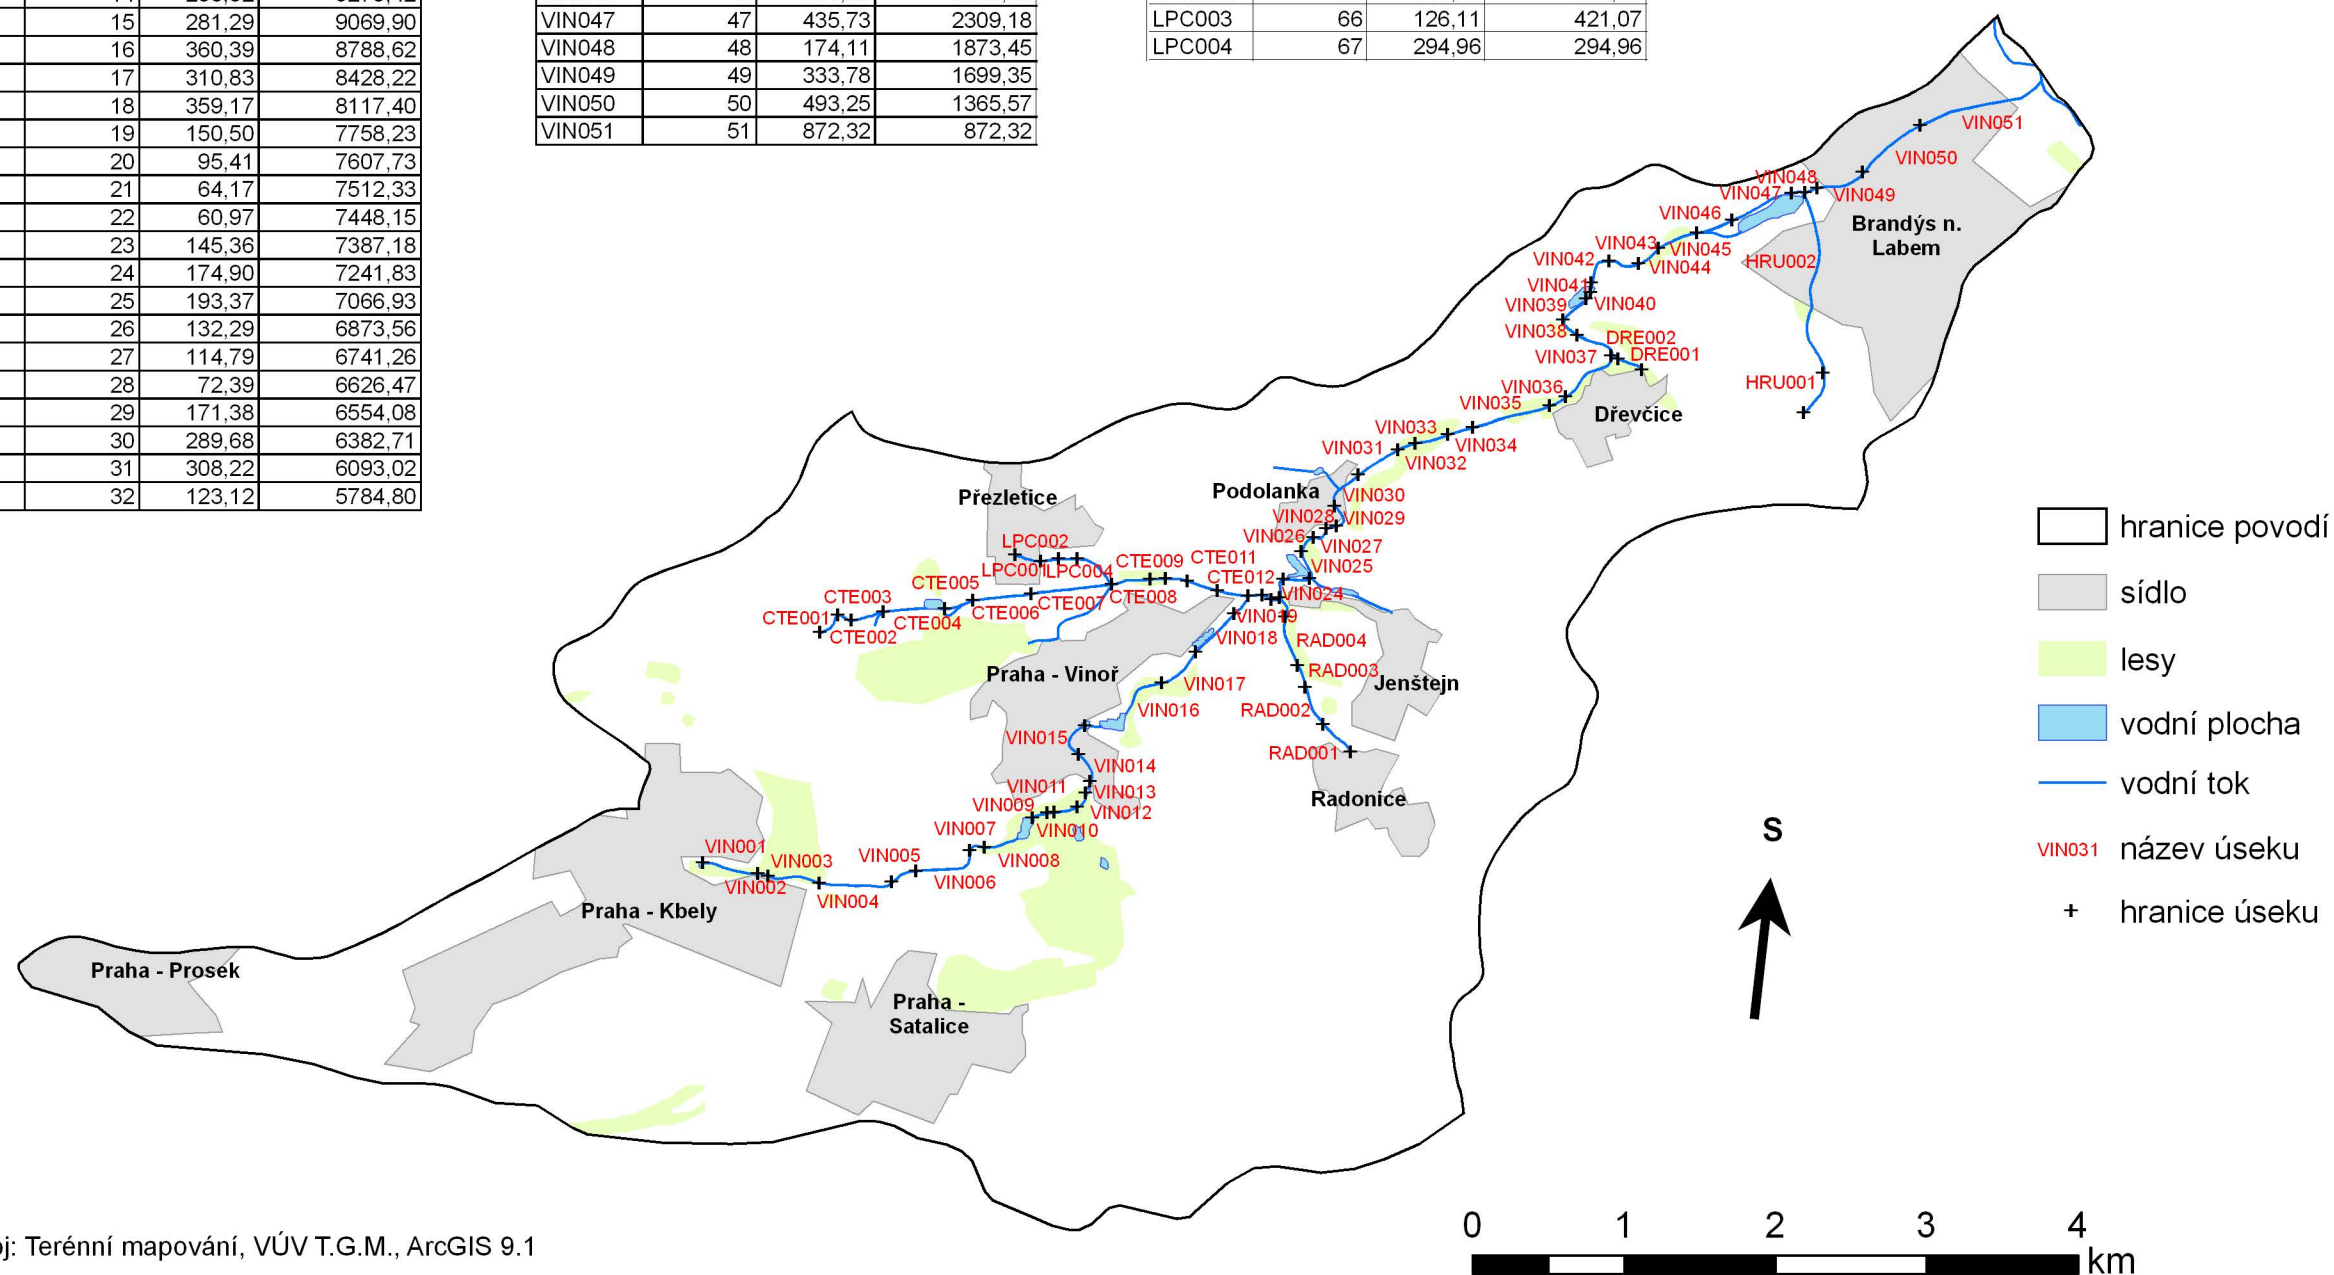 15 281,29 9069,90
16 360,39 8788,62
17 310,83 8428,22
18 359,17 8117,40
19 150,50 7758,23
20 95,41 7607,73
21 64,17 7512,33
22 60,97 7448,15
23 145,36 7387,18
24 174,90 7241,83
25 193,37 7066,93
26 132,29 6873,56
27 114,79 6741,26
28 72,39 6626,47
29 171,38 6554,08
30 289,68 6382,71
31 308,22 6093,02
32 123,12 5784,80
VIN047 47 435,73 2309,18
VIN048 48 174,11 1873,45
VIN049 49 333,78 1699,35
VIN050 50 493,25 1365,57
VIN051 51 872,32 872,32
LPC003 66 126,11 421,07
LPC004 67 294,96 294,96
VIN051
VIN050
VIN048
VIN047
VIN049
VIN046
Brandýs n.
Labem
VIN043
VIN045
VIN042
VIN044
HRU002
VIN041
VIN039
VIN040
VIN038
DRE002
VIN037
DRE001
HRU001
VIN036
VIN035
Dřevčice
VIN033
VIN034
VIN031
VIN032
Podolanka
VIN030
Přezletice
VIN028
VIN029
VIN026
VIN027
LPC002
CTE009
CTE011
VIN025
LPC001
LPC004
CTE005
CTE012
CTE003
CTE007
CTE008
VIN024
CTE001
CTE006
VIN019
CTE002
CTE004
VIN018
RAD004
RAD003
Praha - Vinoř
VIN017
Jenštejn
VIN016
RAD002
VIN015
RAD001
VIN014
VIN011
VIN013
Radonice
VIN009
VIN012
VIN007
VIN010
VIN001
VIN003
VIN005
VIN008
VIN002
VIN006
VIN004
Praha - Kbely
Praha - Prosek
Praha -
Satalice
hranice povodí
sídlo
lesy
vodní plocha
vodní tok
VIN031 název úseku
hranice úseku
S
0 1 2 3 4
km
oj: Terénní mapování, VÚV T.G.M., ArcGIS 9.1